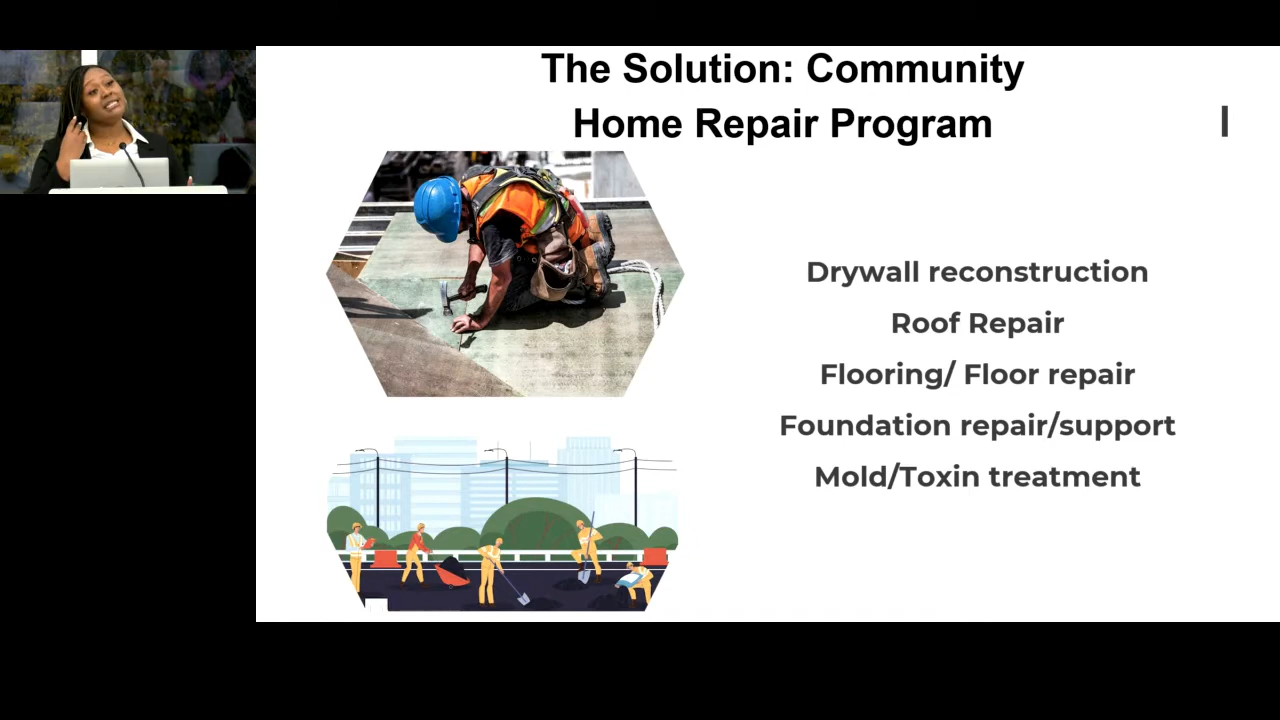 The Solution: Community
Home Repair Program
Drywall reconstruction
Roof Repair
Flooring/ Floor repair
Foundation repair/support
Mold/Toxin treatment